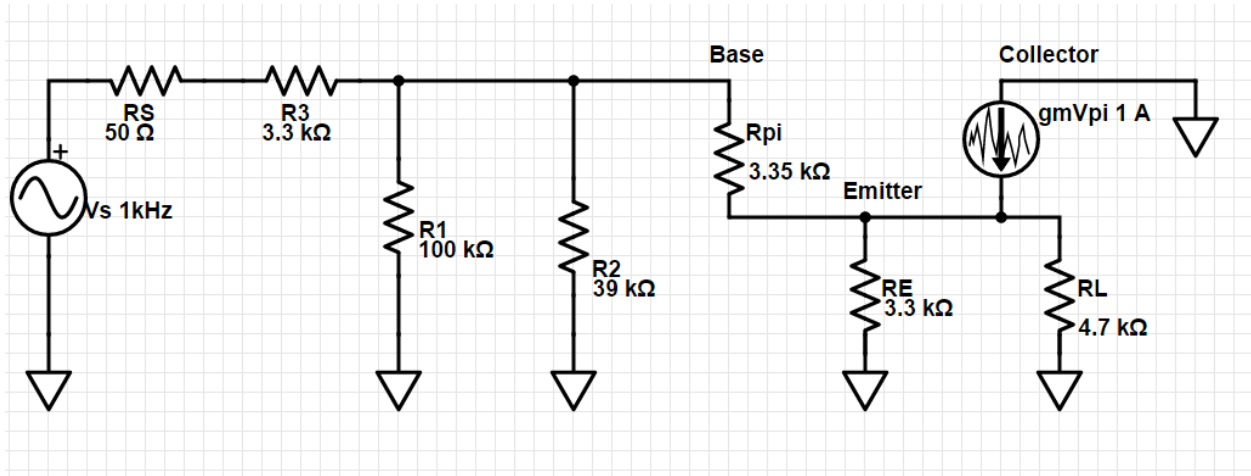 Base
Collector
RS
50 Ω
R3
3.3 kΩ
gmVpi 1 A
Rpi
3.35 kΩ
+
Vs 1kHz
Emitter
R1
100 kΩ
R2
39 kΩ
RE
3.3 kΩ
RL
4.7 kΩ